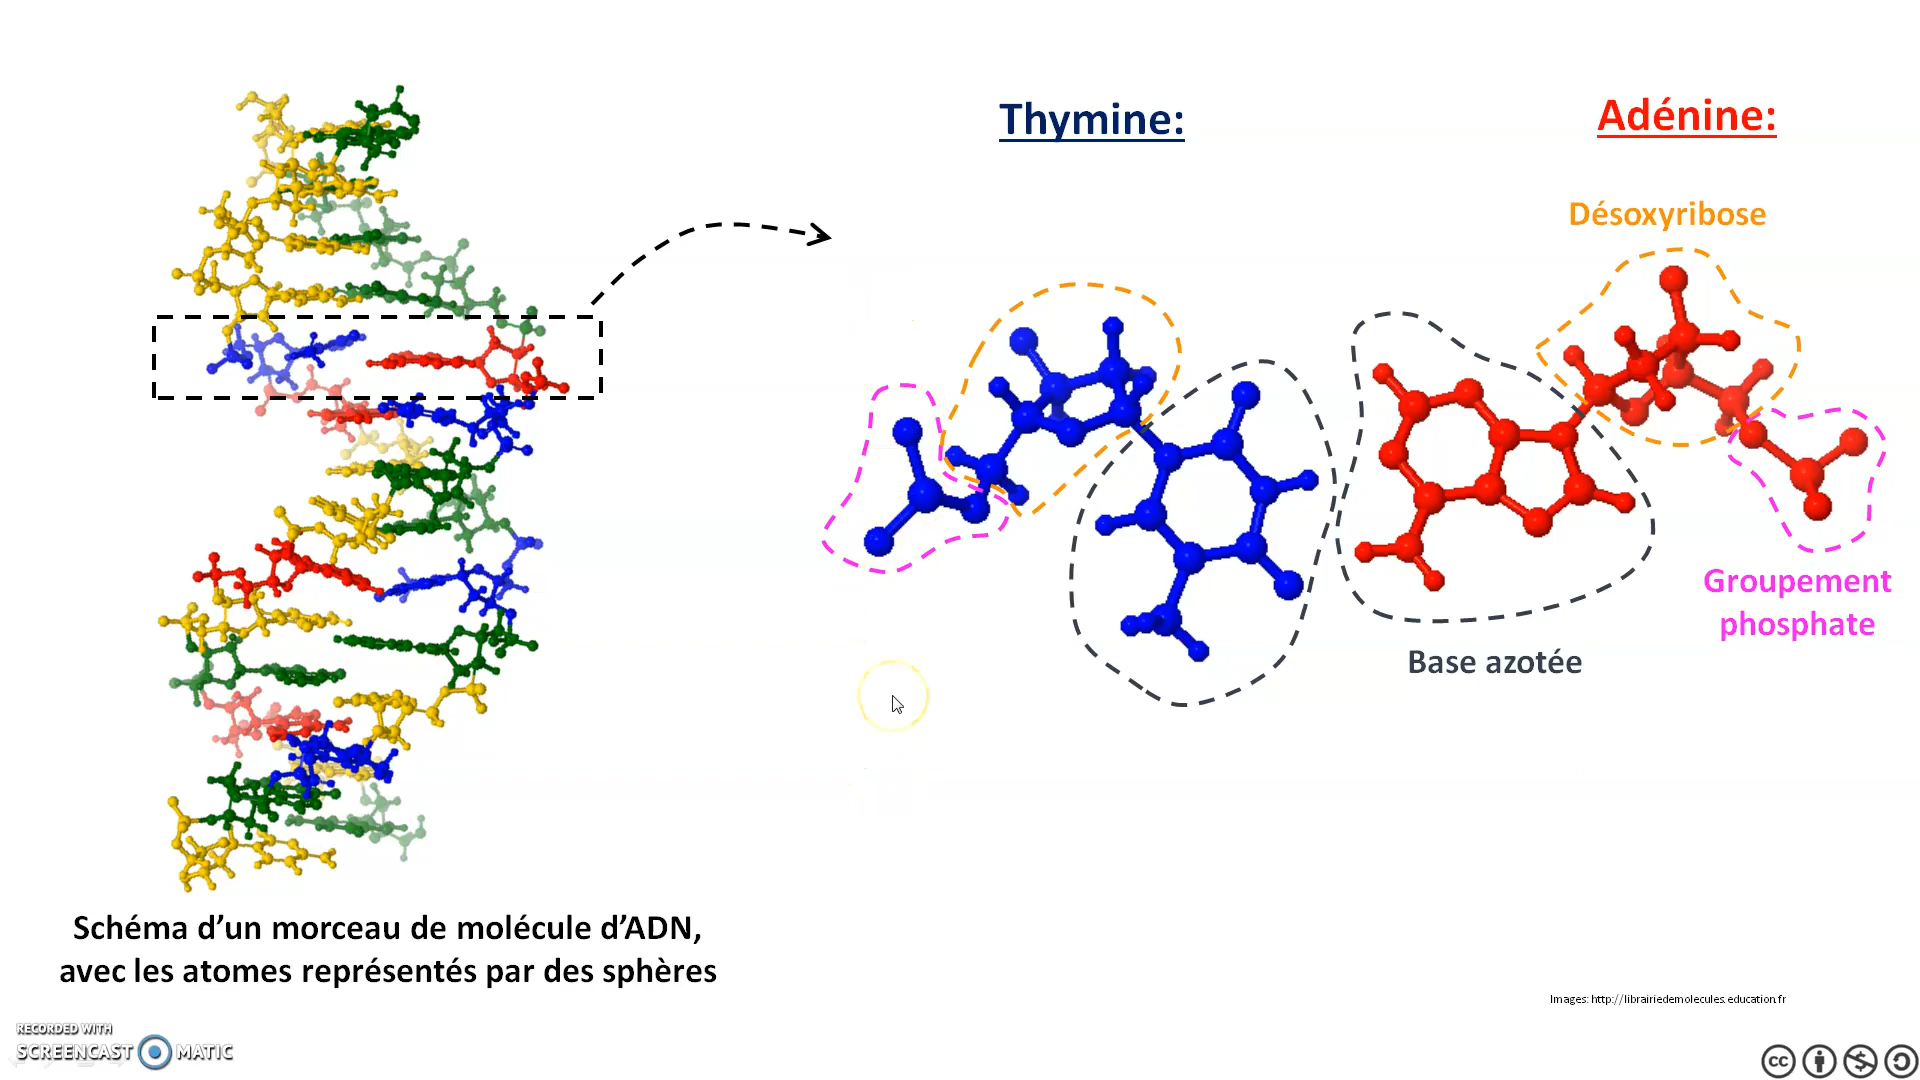 Thymine:
Adénine:
Désoxyribose
Groupement
phosphate
Base azotée
Schéma d’un morceau de molécule d’ADN,
avec les atomes représentés par des sphères
Images: http://librairiedemolecules.education.fr
RECORDED WITH
SCREENCAST MATIC
cc